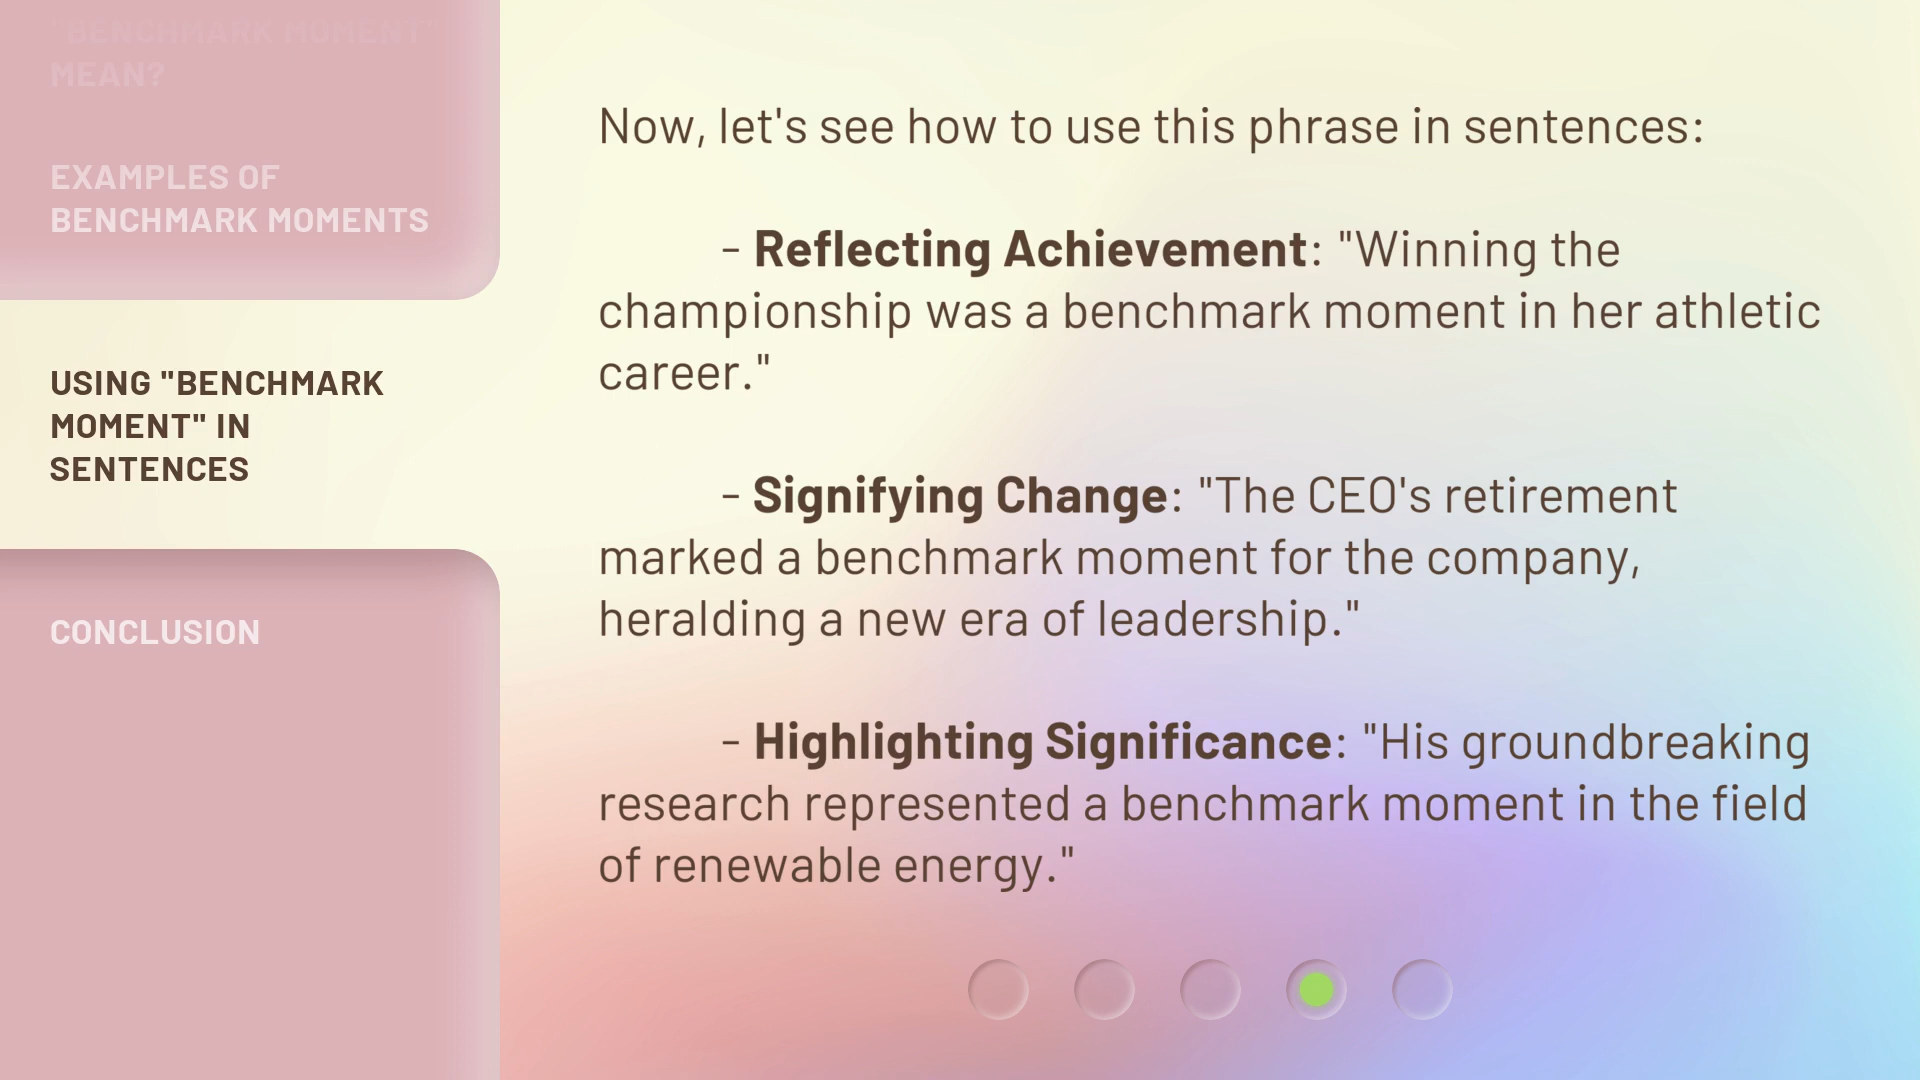 "BENCHMARK MOMENT"
MEAN?
EXAMPLES OF
BENCHMARK MOMENTS
USING "BENCHMARK
MOMENT" IN
SENTENCES
CONCLUSION
Now, let's see how to use this phrase in sentences:
- Reflecting Achievement: "Winning the
championship was a benchmark moment in her athletic
career."
- Signifying Change: "The CEO's retirement
marked a benchmark moment for the company,
heralding a new era of leadership."
- Highlighting Significance: "His groundbreaking
research represented a benchmark moment in the field
of renewable energy."